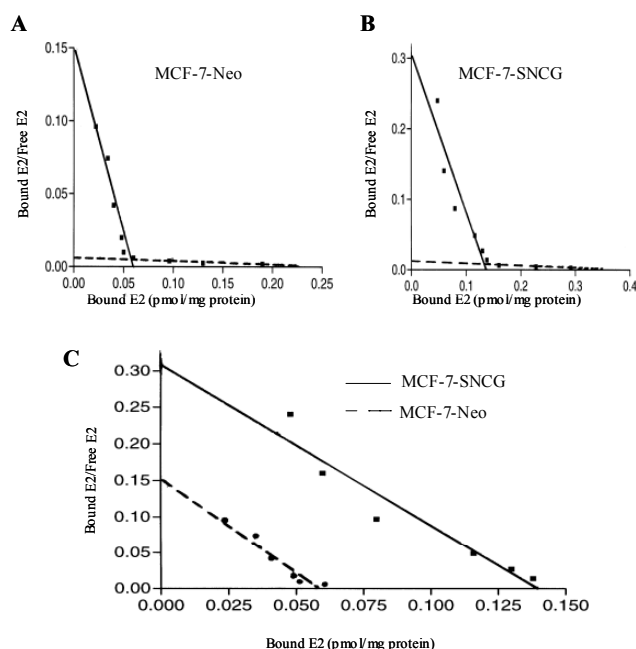 A
MCF-7-Neo
Bound E2/Free E2
0.15
0.10
0.05
0.00
0.00 0.05 0.10 0.15 0.20 0.25
Bound E2 (pmol/mg protein)
B
MCF-7-SNCG
Bound E2/Free E2
0.3
0.2
0.1
0.0
0.0 0.1 0.2 0.3 0.4
Bound E2 (pmol/mg protein)
C
MCF-7-SNCG
MCF-7-Neo
Bound E2/Free E2
0.30
0.25
0.20
0.15
0.10
0.05
0.00
0.000 0.025 0.050 0.075 0.100 0.125 0.150
Bound E2 (pmol/mg protein)